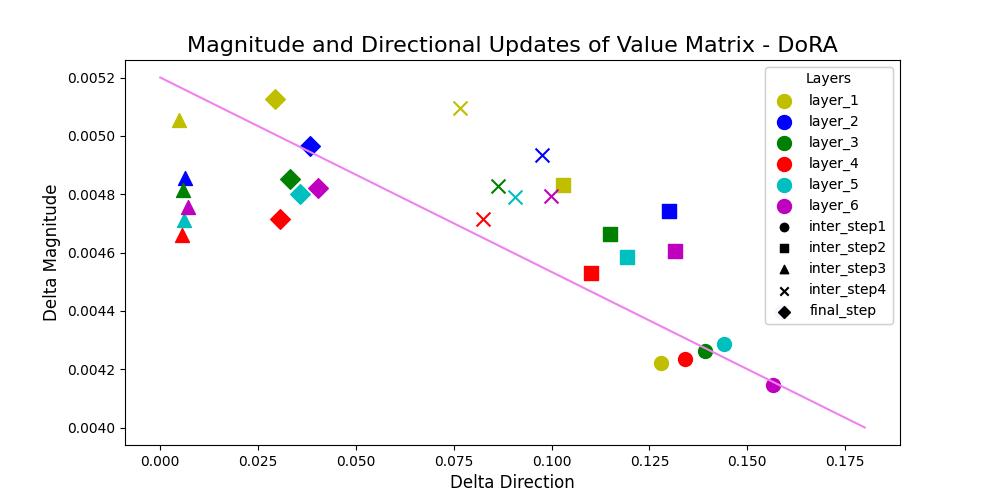 Magnitude and Directional Updates of Value Matrix - DoRA
Delta Magnitude
0.0052
0.0050
0.0048
0.0046
0.0044
0.0042
0.0040
Layers
layer_1
layer_2
layer_3
layer_4
layer_5
layer_6
inter_step1
inter_step2
inter_step3
inter_step4
final_step
0.000 0.025 0.050 0.075 0.100 0.125 0.150 0.175
Delta Direction